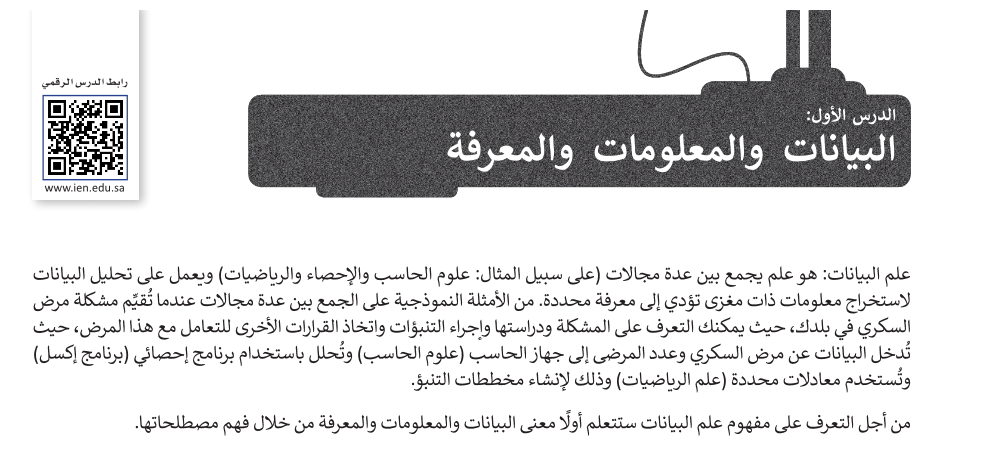 رابط الدرس الرقمي
www.ien.edu.sa
الدرس الأول:
البيانات والمعلومات والمعرفة
علم البيانات: هو علم يجمع بين عدة مجالات (على سبيل المثال: علوم الحاسب والإحصاء والرياضيات) ويعمل على تحليل البيانات
لاستخراج معلومات ذات مغزى تؤدي إلى معرفة محددة. من الأمثلة النموذجية على الجمع بين عدة مجالات عندما تُقيِّم مشكلة مرض
السكري في بلدك، حيث يمكنك التعرف على المشكلة ودراستها وإجراء التنبؤات واتخاذ القرارات الأخرى للتعامل مع هذا المرض، حيث
تُدخل البيانات عن مرض السكري وعدد المرضى إلى جهاز الحاسب (علوم الحاسب) وتُحلل باستخدام برنامج إحصائي (برنامج إكسل)
وتُستخدم معادلات محددة (علم الرياضيات) وذلك لإنشاء مخططات التنبؤ.
من أجل التعرف على مفهوم علم البيانات ستتعلم أولًا معنى البيانات والمعلومات والمعرفة من خلال فهم مصطلحاتها.